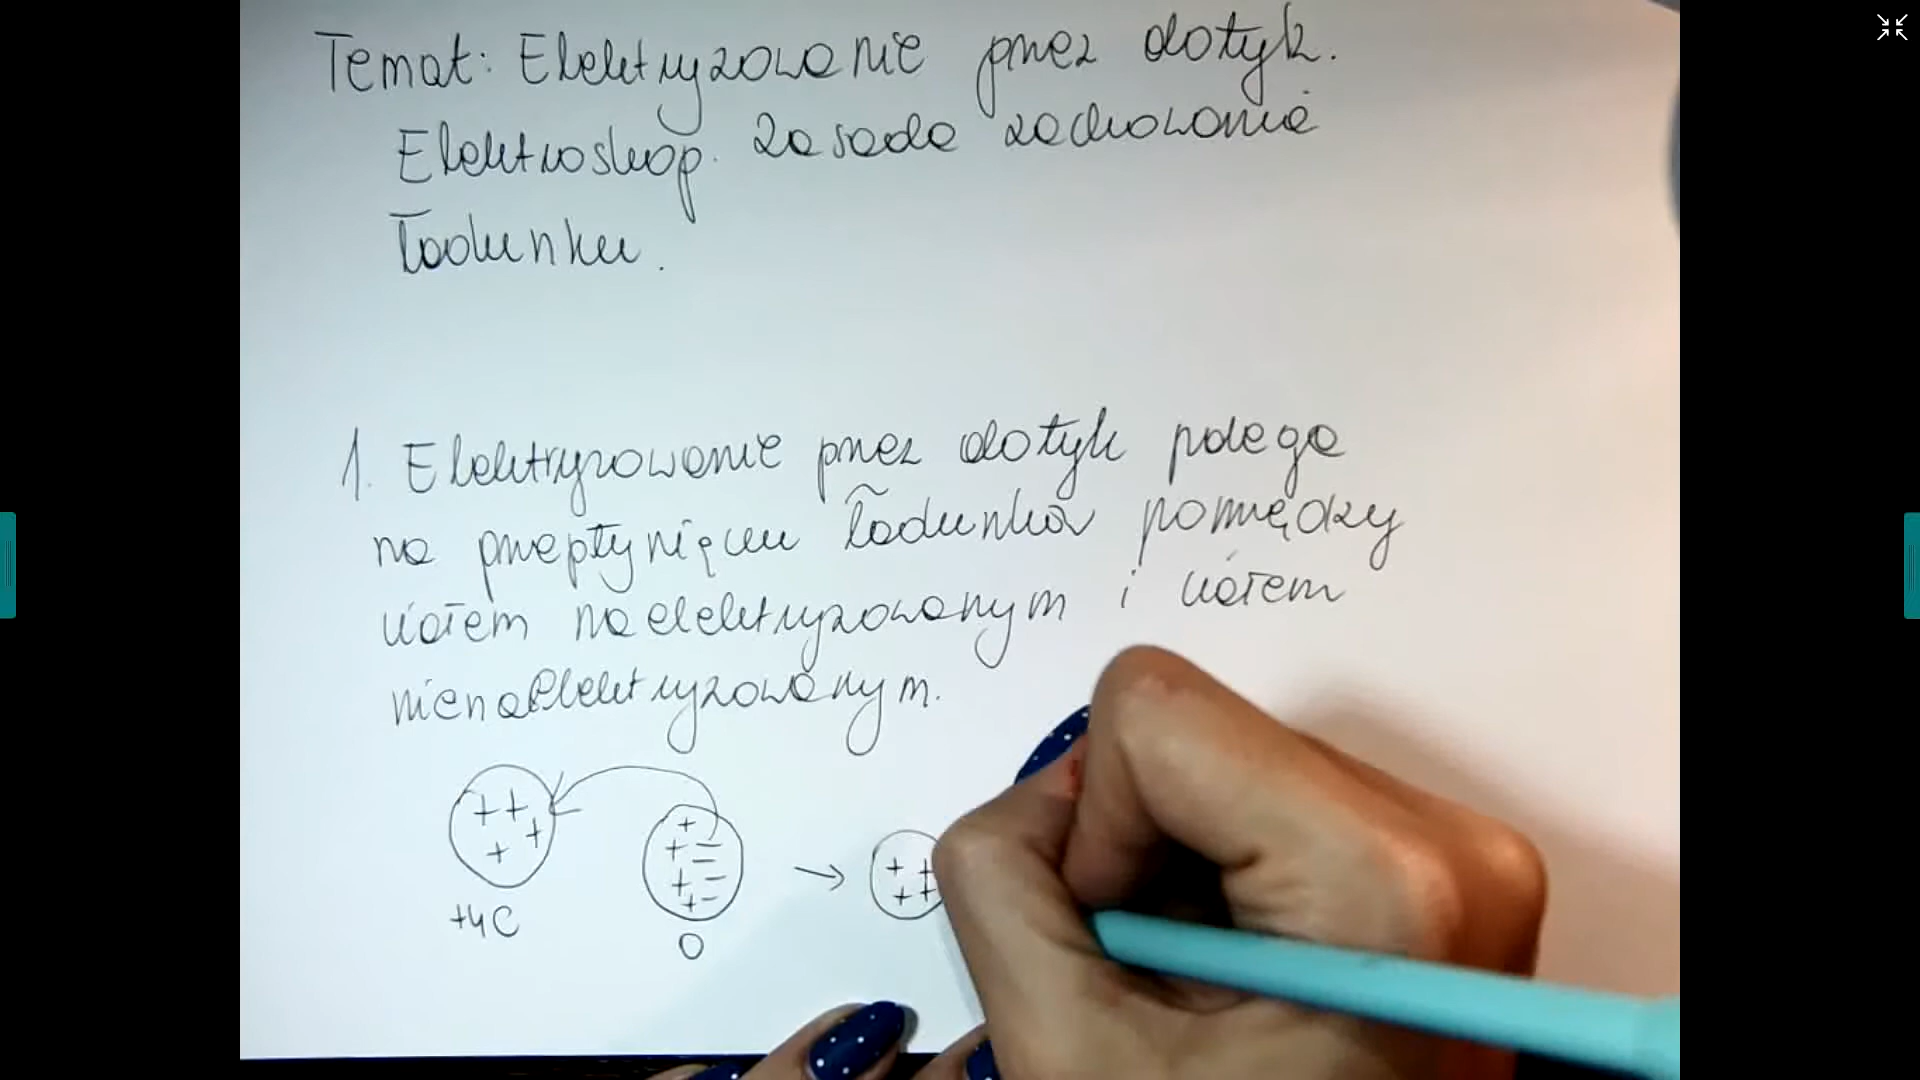 Temat: Elektryzowanie przez dotyk.
Elektroskop. Zasada zachowania
ładunku.
1. Elektryzowanie przez dotyk polega
na przepłynięciu ładunków pomiędzy
ciałem naelektryzowanym i ciałem
nienaelektryzowanym.
+ + + +
+ + + + − − − −
+ + + +
+4C
0